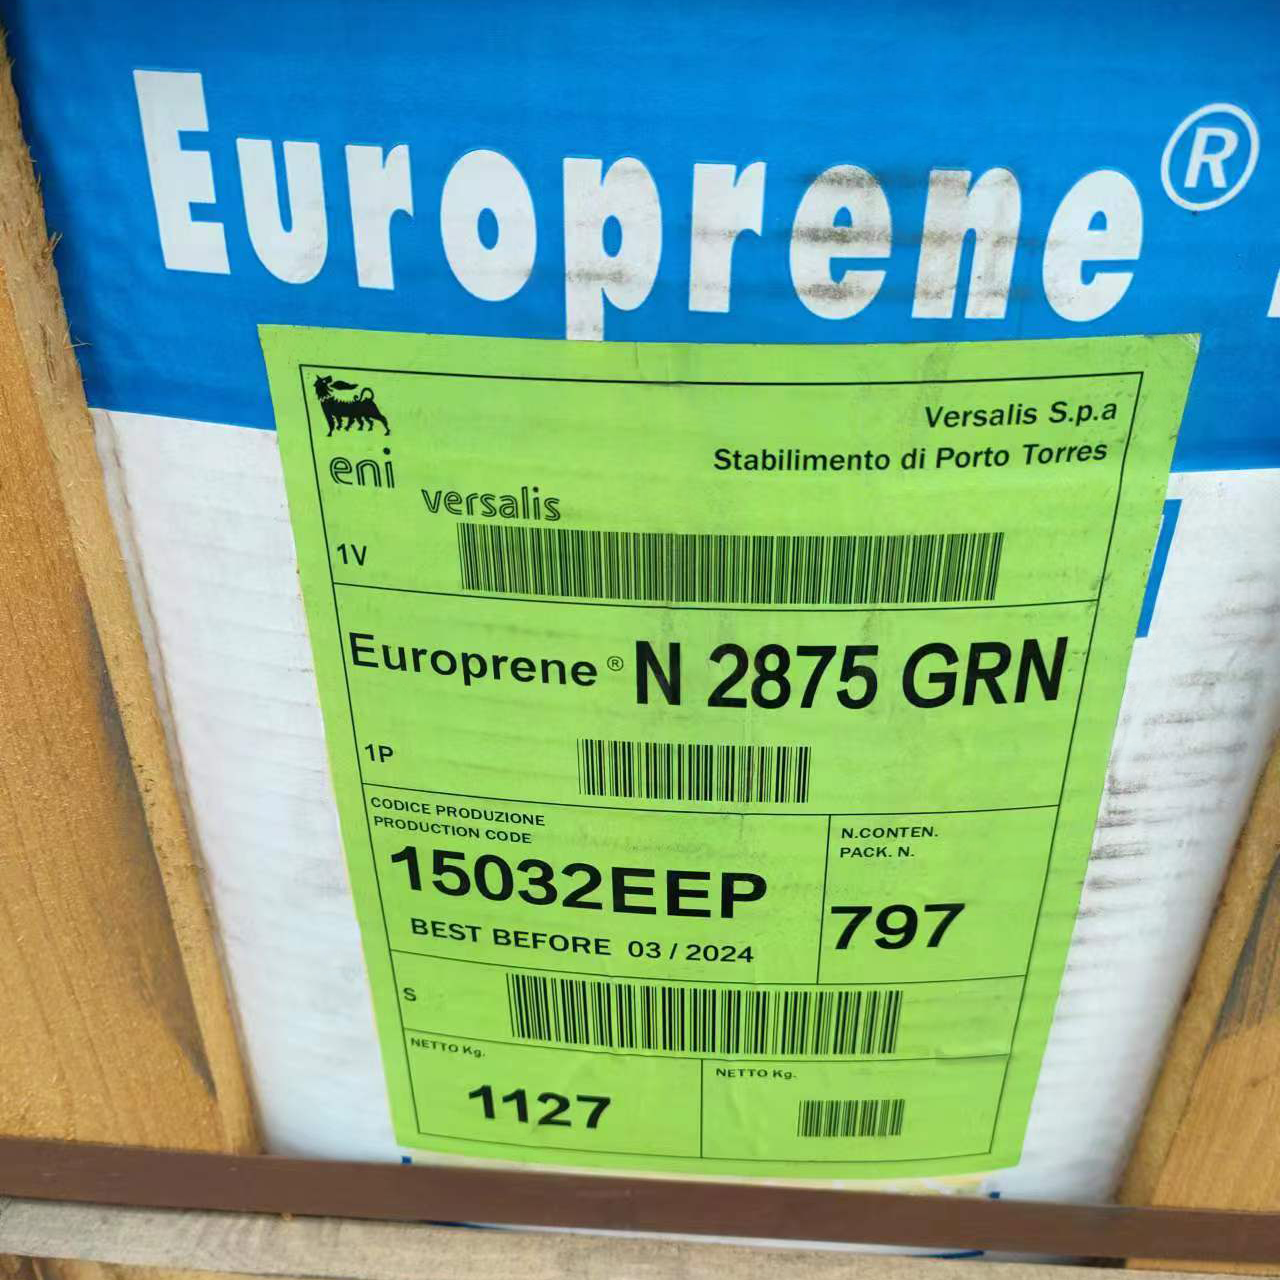 Europrene®
eni
versalis
Versalis S.p.a
Stabilimento di Porto Torres
1V
Europrene® N 2875 GRN
1P
CODICE PRODUZIONE
PRODUCTION CODE
15032EEP
BEST BEFORE 03 / 2024
N.CONTEN.
PACK. N.
797
S
NETTO Kg.
1127
NETTO Kg.